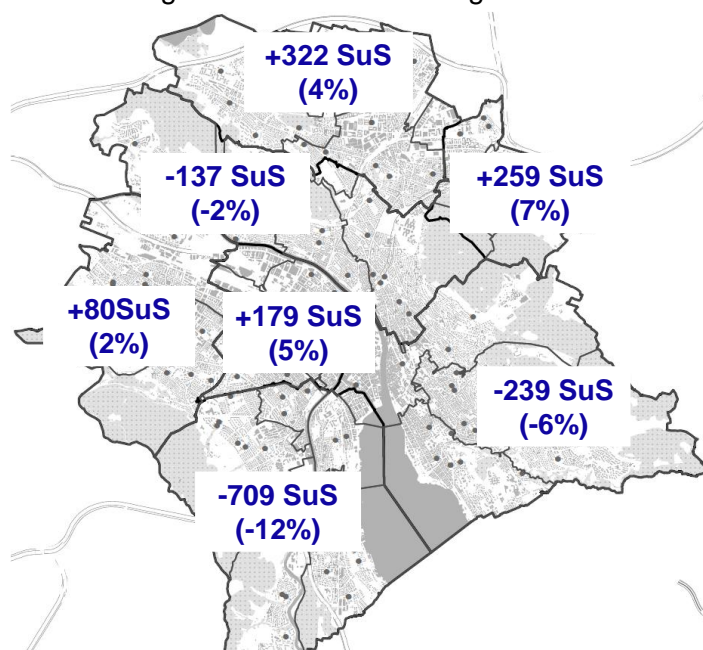 +322 SuS
(4%)
-137 SuS
(-2%)
+259 SuS
(7%)
+80SuS
(2%)
+179 SuS
(5%)
-239 SuS
(-6%)
-709 SuS
(-12%)